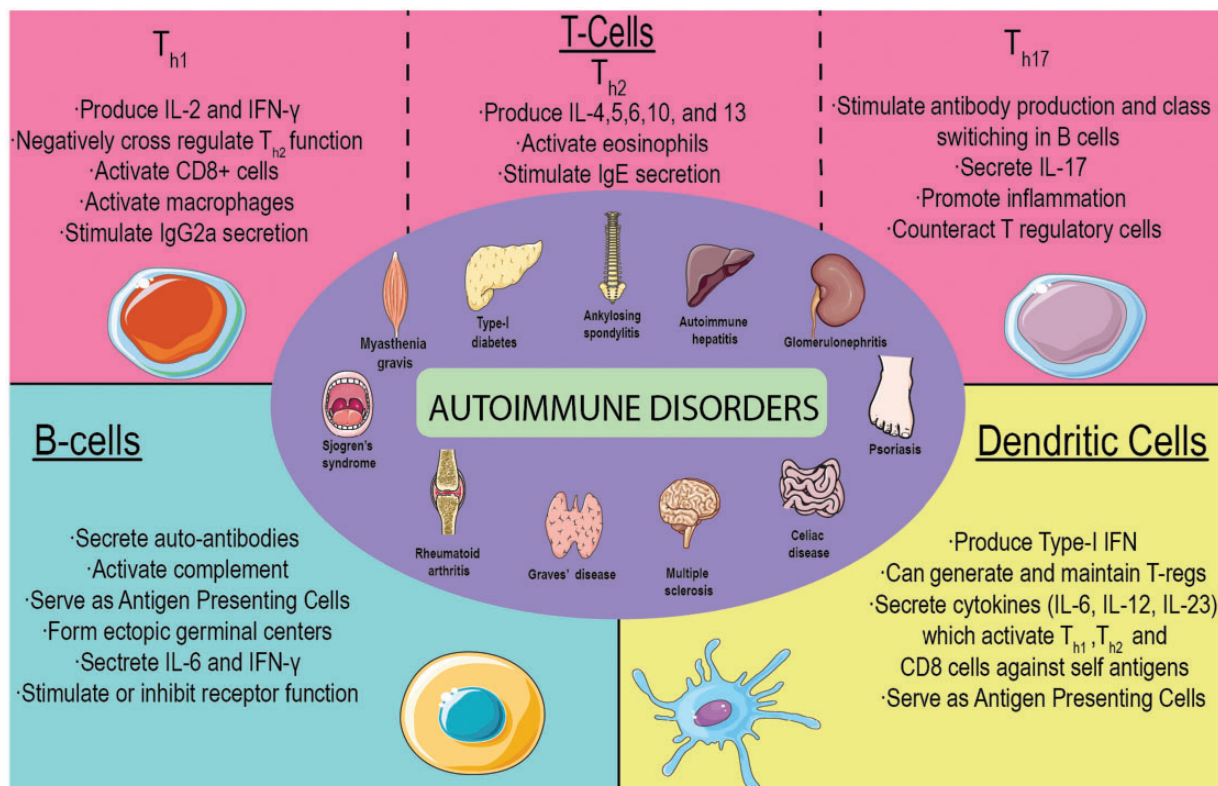 T-Cells
Th1
·Produce IL-2 and IFN-γ
·Negatively cross regulate Th2 function
·Activate CD8+ cells
·Activate macrophages
·Stimulate IgG2a secretion
Th2
·Produce IL-4,5,6,10, and 13
·Activate eosinophils
·Stimulate IgE secretion
Th17
·Stimulate antibody production and class
switiching in B cells
·Secrete IL-17
·Promote inflammation
·Counteract T regulatory cells
Myasthenia
gravis
Type-I
diabetes
Ankylosing
spondylitis
Autoimmune
hepatitis
Glomerulonephritis
Sjogren's
syndrome
AUTOIMMUNE DISORDERS
Psoriasis
Rheumatoid
arthritis
Graves' disease
Multiple
sclerosis
Celiac
disease
B-cells
·Secrete auto-antibodies
·Activate complement
·Serve as Antigen Presenting Cells
·Form ectopic germinal centers
·Sectrete IL-6 and IFN-γ
·Stimulate or inhibit receptor function
Dendritic Cells
·Produce Type-I IFN
·Can generate and maintain T-regs
·Secrete cytokines (IL-6, IL-12, IL-23)
which activate Th1 ,Th2 and
CD8 cells against self antigens
·Serve as Antigen Presenting Cells